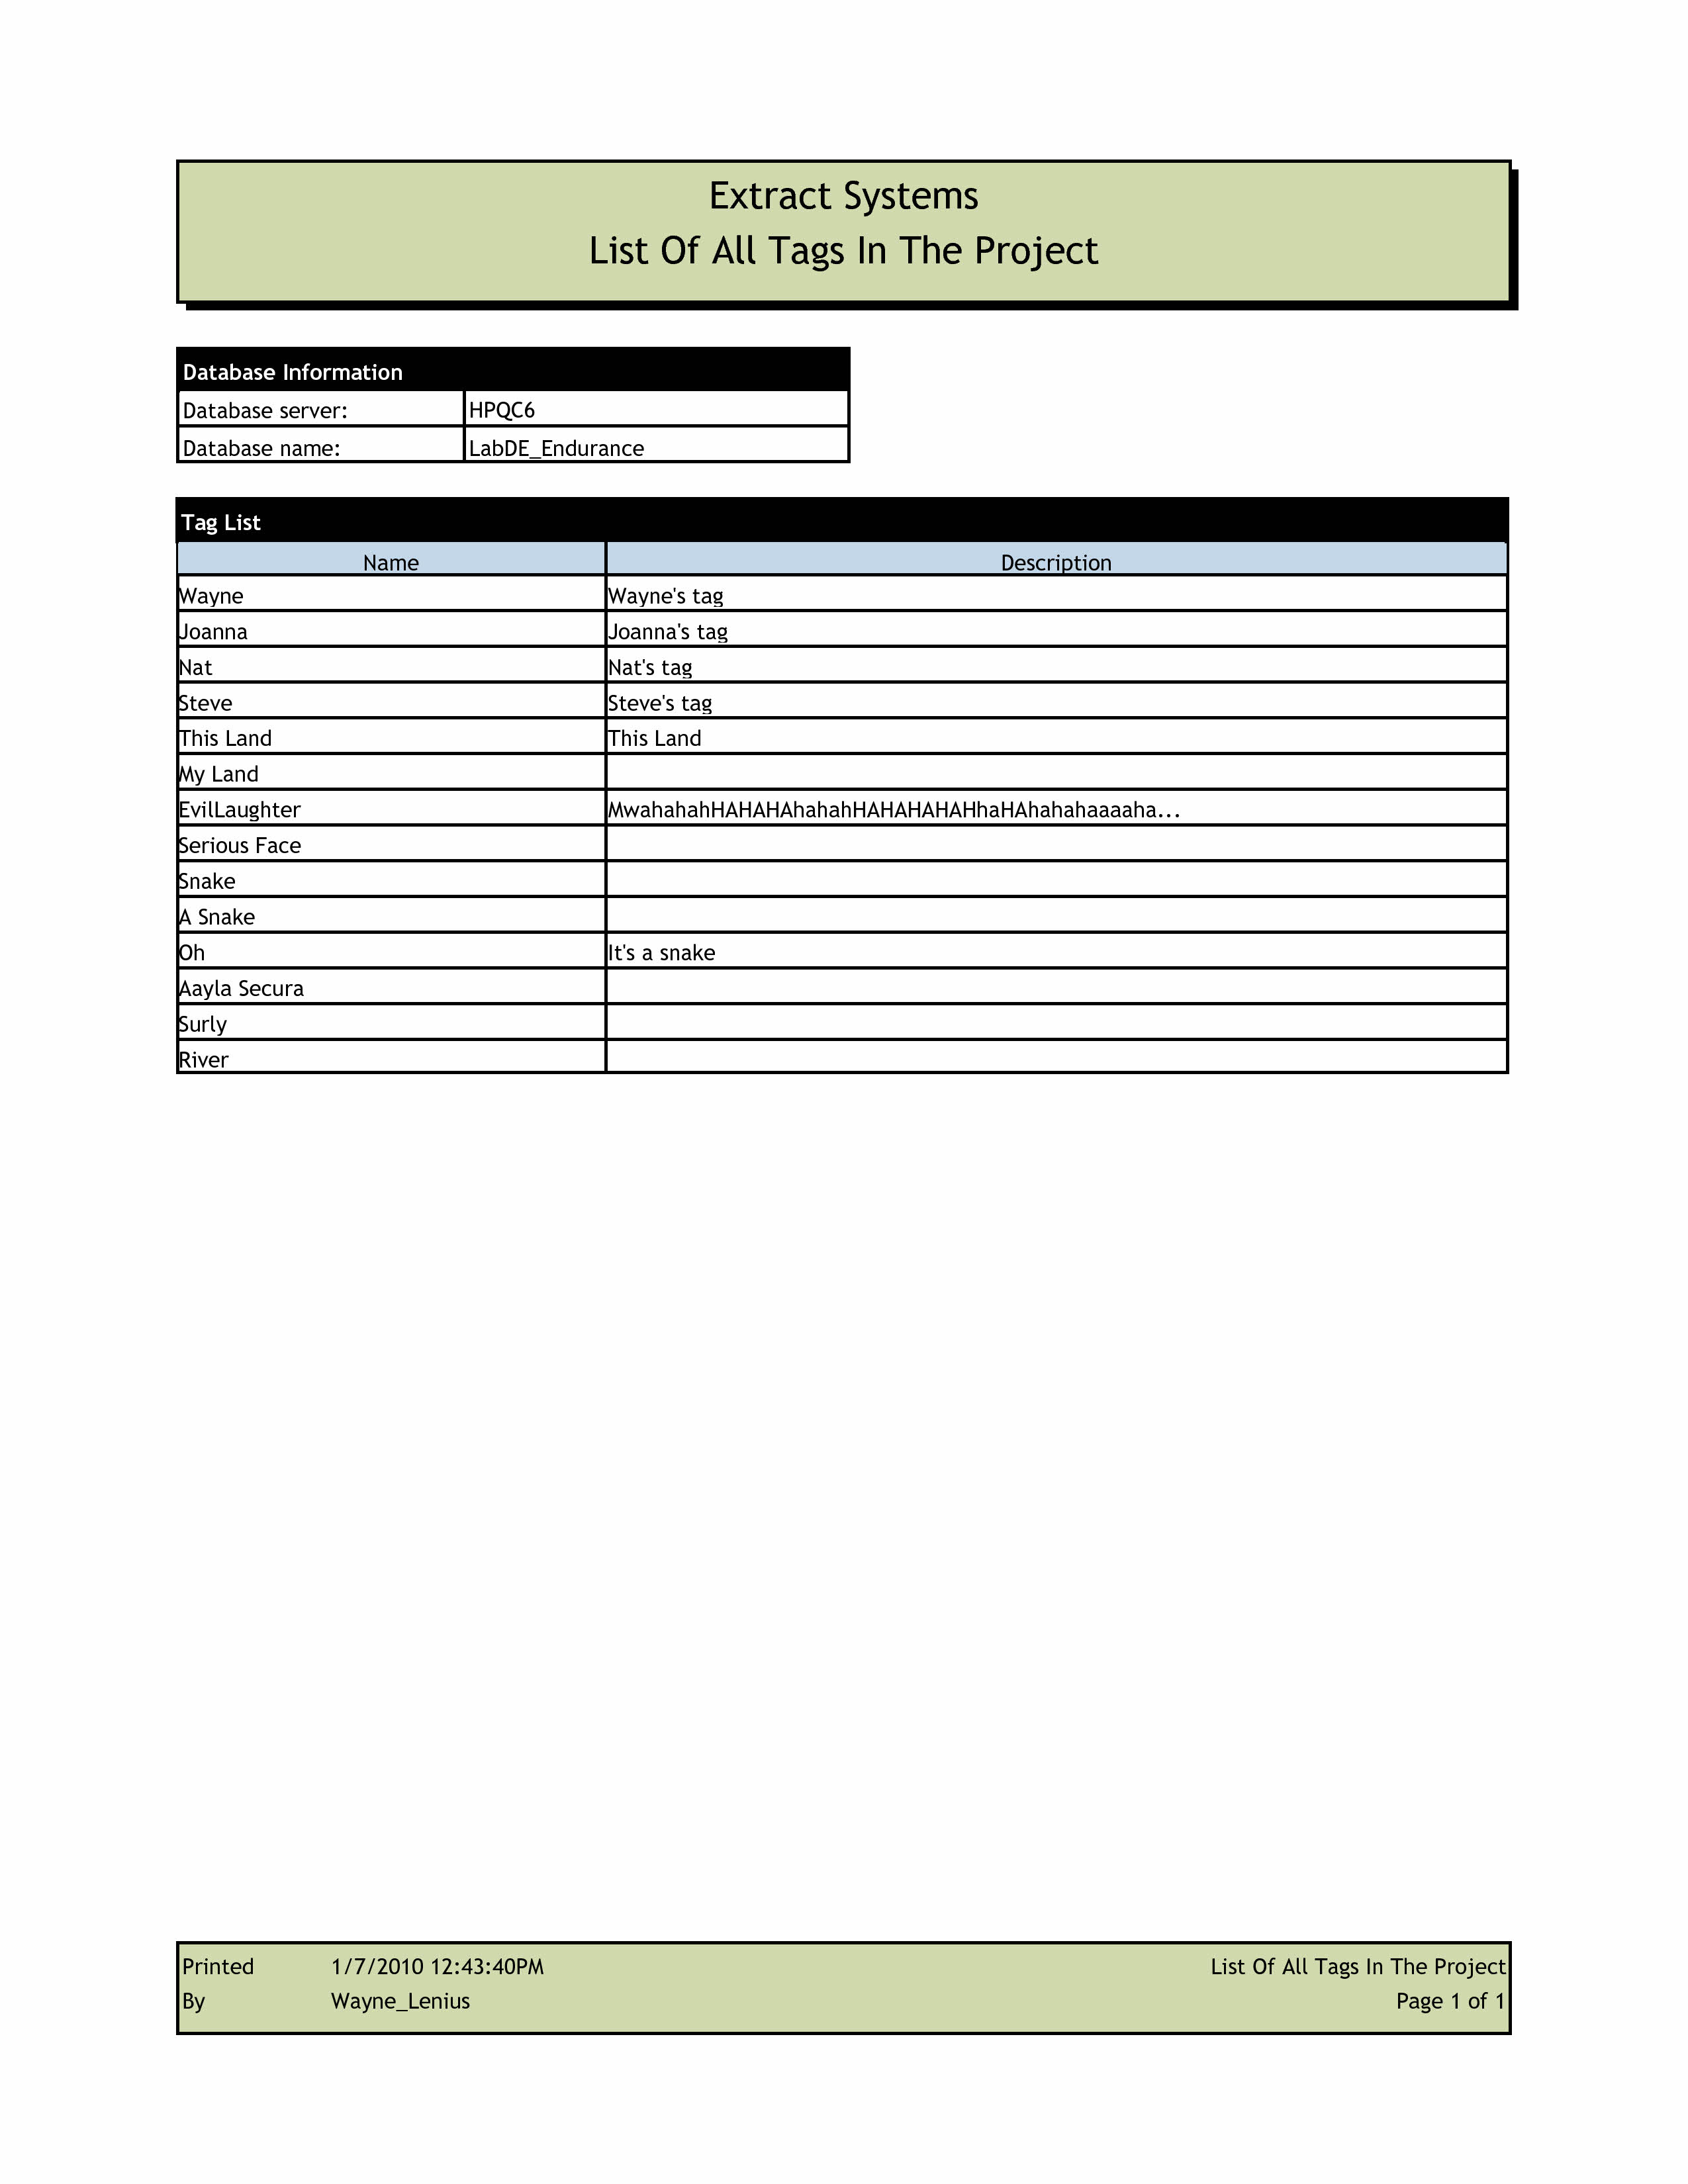 Extract Systems
List Of All Tags In The Project
Database Information
Database server: HPQC6
Database name: LabDE_Endurance
Tag List
Name Description
Wayne Wayne's tag
Joanna Joanna's tag
Nat Nat's tag
Steve Steve's tag
This Land This Land
My Land
EvilLaughter MwahahahHAHAHAhahahHAHAHAHAHhaHAhahahaaaaha...
Serious Face
Snake
A Snake
Oh It's a snake
Aayla Secura
Surly
River
Printed 1/7/2010 12:43:40PM List Of All Tags In The Project
By Wayne_Lenius Page 1 of 1